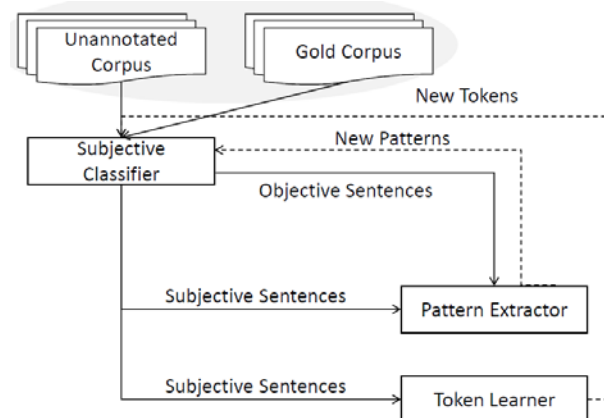 Unannotated
Corpus
Gold Corpus
New Tokens
New Patterns
Subjective
Classifier
Objective Sentences
Subjective Sentences
Pattern Extractor
Subjective Sentences
Token Learner